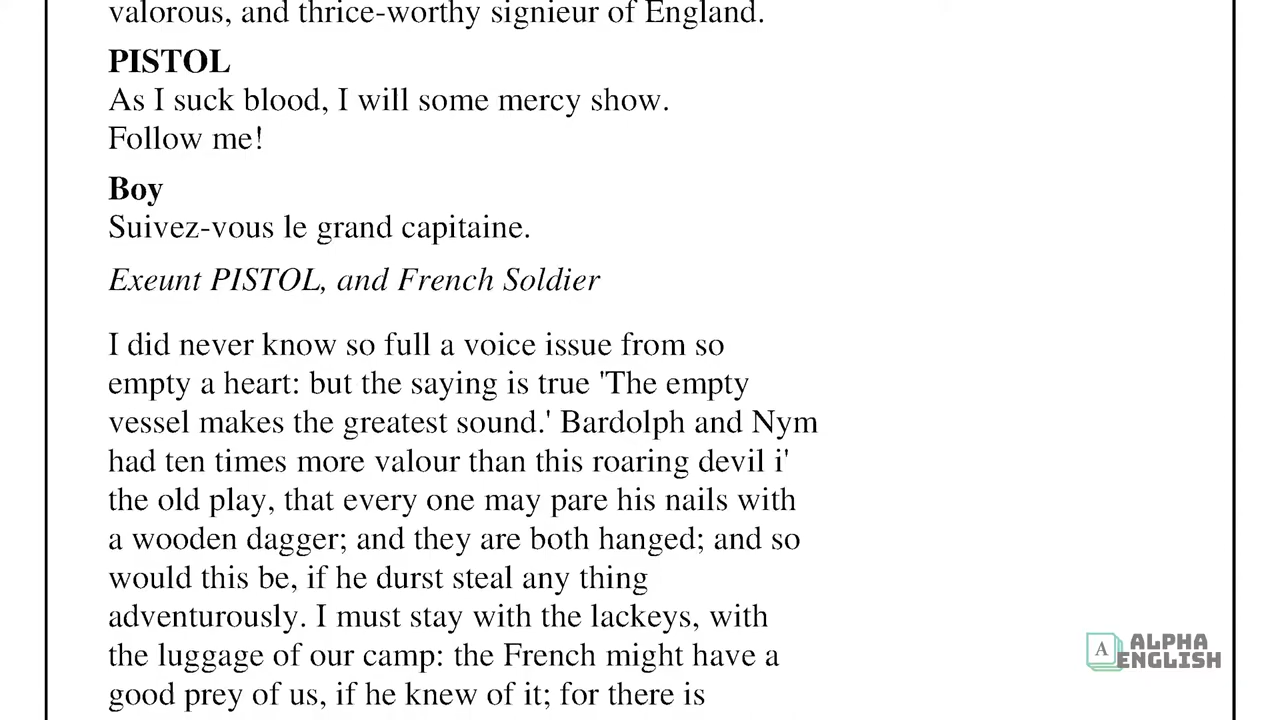 valorous, and thrice-worthy signieur of England.
PISTOL
As I suck blood, I will some mercy show.
Follow me!
Boy
Suivez-vous le grand capitaine.
Exeunt PISTOL, and French Soldier
I did never know so full a voice issue from so
empty a heart: but the saying is true 'The empty
vessel makes the greatest sound.' Bardolph and Nym
had ten times more valour than this roaring devil i'
the old play, that every one may pare his nails with
a wooden dagger; and they are both hanged; and so
would this be, if he durst steal any thing
adventurously. I must stay with the lackeys, with
the luggage of our camp: the French might have a
good prey of us, if he knew of it; for there is
A
ALPHA
ENGLISH